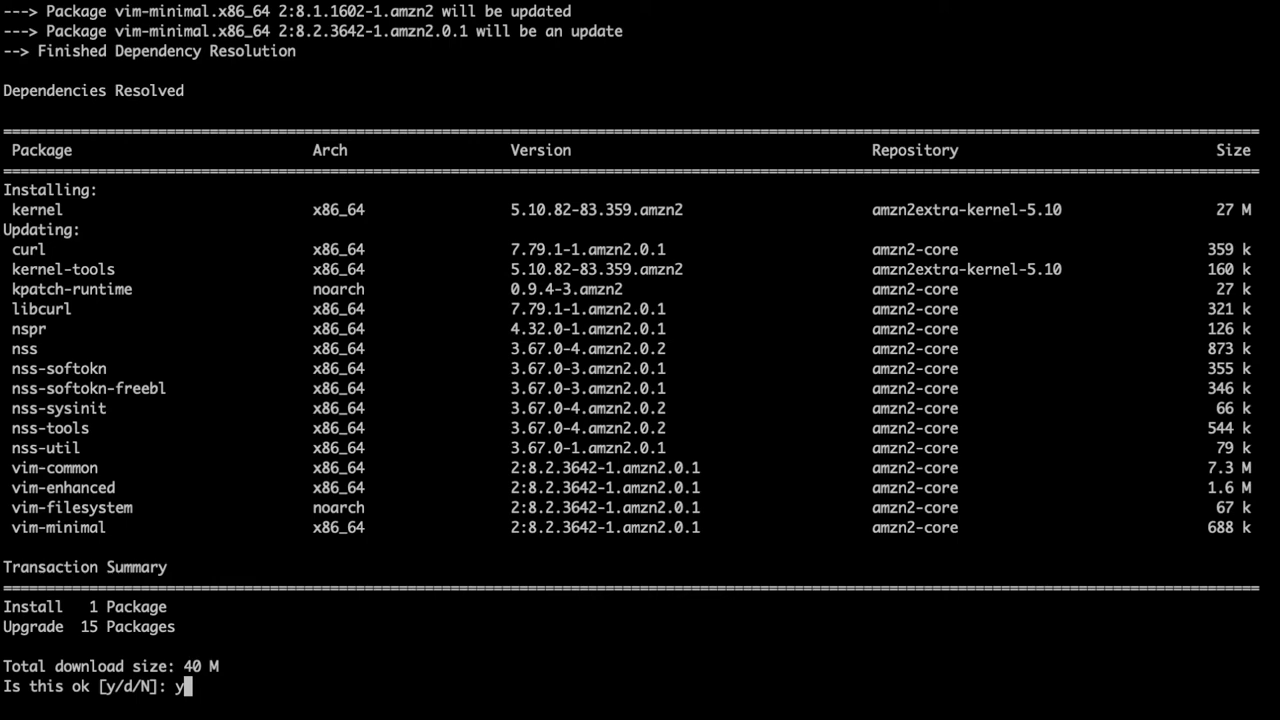 ---> Package vim-minimal.x86_64 2:8.1.1602-1.amzn2 will be updated
---> Package vim-minimal.x86_64 2:8.2.3642-1.amzn2.0.1 will be an update
--> Finished Dependency Resolution
Dependencies Resolved
Package Arch Version Repository Size
Installing:
kernel x86_64 5.10.82-83.359.amzn2 amzn2extra-kernel-5.10 27 M
Updating:
curl x86_64 7.79.1-1.amzn2.0.1 amzn2-core 359 k
kernel-tools x86_64 5.10.82-83.359.amzn2 amzn2extra-kernel-5.10 160 k
kpatch-runtime noarch 0.9.4-3.amzn2 amzn2-core 27 k
libcurl x86_64 7.79.1-1.amzn2.0.1 amzn2-core 321 k
nspr x86_64 4.32.0-1.amzn2.0.1 amzn2-core 126 k
nss x86_64 3.67.0-4.amzn2.0.2 amzn2-core 873 k
nss-softokn x86_64 3.67.0-3.amzn2.0.1 amzn2-core 355 k
nss-softokn-freebl x86_64 3.67.0-3.amzn2.0.1 amzn2-core 346 k
nss-sysinit x86_64 3.67.0-4.amzn2.0.2 amzn2-core 66 k
nss-tools x86_64 3.67.0-4.amzn2.0.2 amzn2-core 544 k
nss-util x86_64 3.67.0-1.amzn2.0.1 amzn2-core 79 k
vim-common x86_64 2:8.2.3642-1.amzn2.0.1 amzn2-core 7.3 M
vim-enhanced x86_64 2:8.2.3642-1.amzn2.0.1 amzn2-core 1.6 M
vim-filesystem noarch 2:8.2.3642-1.amzn2.0.1 amzn2-core 67 k
vim-minimal x86_64 2:8.2.3642-1.amzn2.0.1 amzn2-core 688 k
Transaction Summary
Install 1 Package
Upgrade 15 Packages
Total download size: 40 M
Is this ok [y/d/N]: y